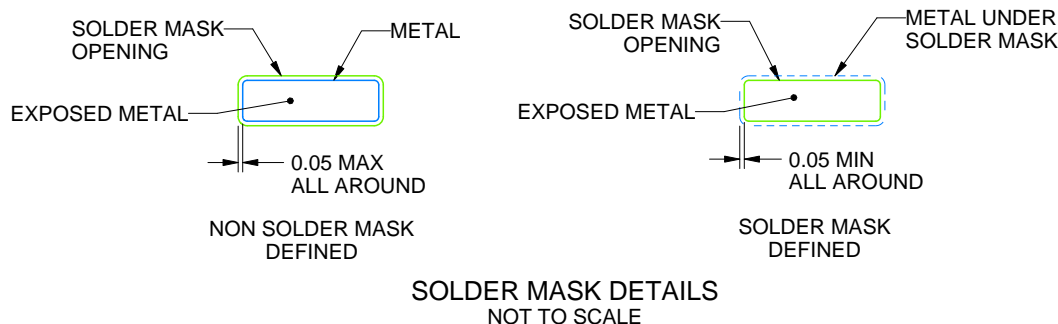 SOLDER MASK
OPENING
METAL
EXPOSED METAL
0.05 MAX
ALL AROUND
NON SOLDER MASK
DEFINED
SOLDER MASK
OPENING
METAL UNDER
SOLDER MASK
EXPOSED METAL
0.05 MIN
ALL AROUND
SOLDER MASK
DEFINED
SOLDER MASK DETAILS
NOT TO SCALE